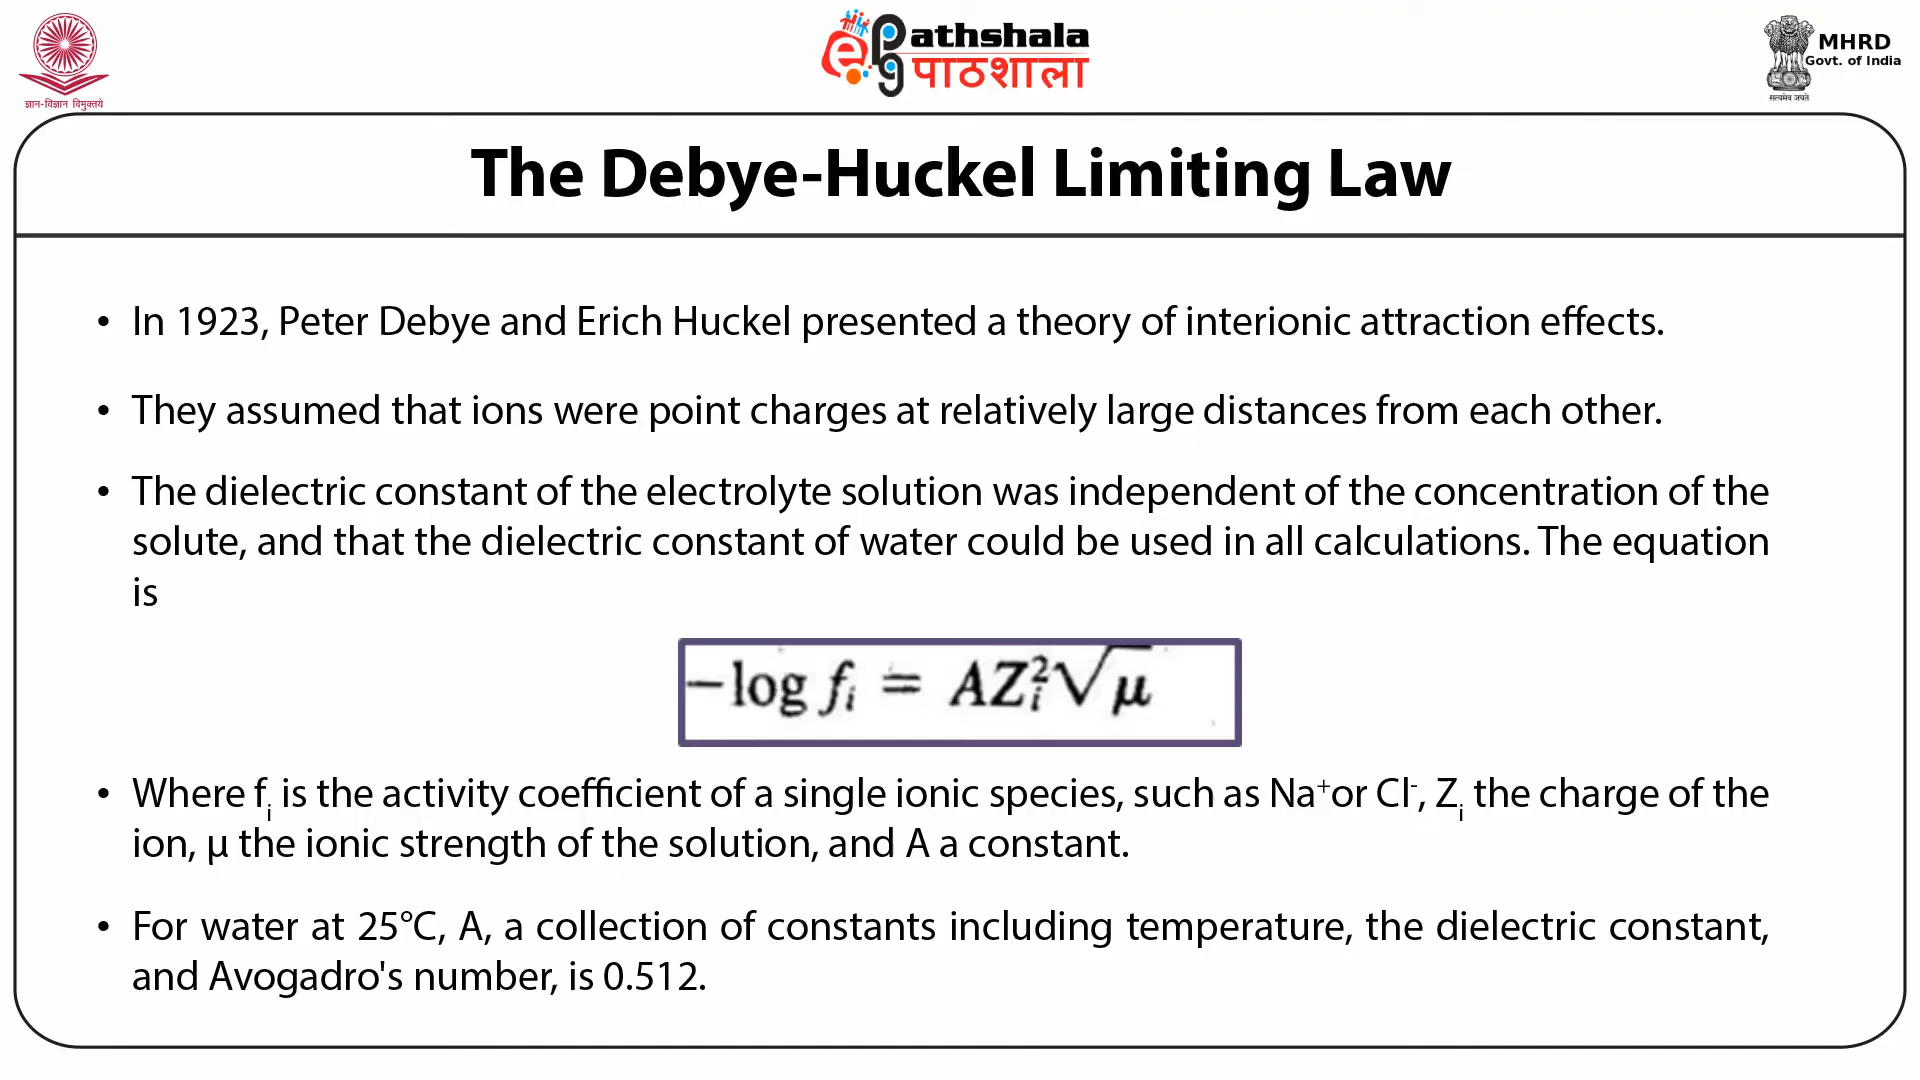 ज्ञान-विज्ञान विमुक्तये
ePathshala
पाठशाला
MHRD
Govt. of India
सत्यमेव जयते
The Debye-Huckel Limiting Law
• In 1923, Peter Debye and Erich Huckel presented a theory of interionic attraction effects.
• They assumed that ions were point charges at relatively large distances from each other.
• The dielectric constant of the electrolyte solution was independent of the concentration of the
solute, and that the dielectric constant of water could be used in all calculations. The equation
is
−log fᵢ = AZᵢ²√μ
• Where fᵢ is the activity coefficient of a single ionic species, such as Na⁺or Cl⁻, Zᵢ the charge of the
ion, µ the ionic strength of the solution, and A a constant.
• For water at 25°C, A, a collection of constants including temperature, the dielectric constant,
and Avogadro's number, is 0.512.